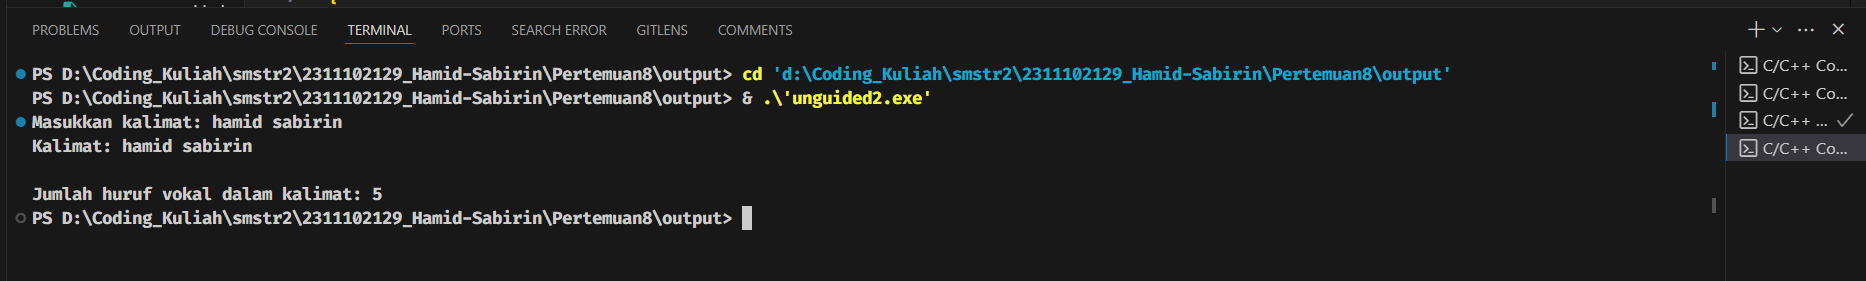 PROBLEMS OUTPUT DEBUG CONSOLE TERMINAL PORTS SEARCH ERROR GITLENS COMMENTS
PS D:\Coding_Kuliah\smstr2\2311102129_Hamid-Sabirin\Pertemuan8\output> cd 'd:\Coding_Kuliah\smstr2\2311102129_Hamid-Sabirin\Pertemuan8\output'
PS D:\Coding_Kuliah\smstr2\2311102129_Hamid-Sabirin\Pertemuan8\output> & .\'unguided2.exe'
Masukkan kalimat: hamid sabirin
Kalimat: hamid sabirin
Jumlah huruf vokal dalam kalimat: 5
PS D:\Coding_Kuliah\smstr2\2311102129_Hamid-Sabirin\Pertemuan8\output>
C/C++ Co...
C/C++ Co...
C/C++ ...
C/C++ Co...